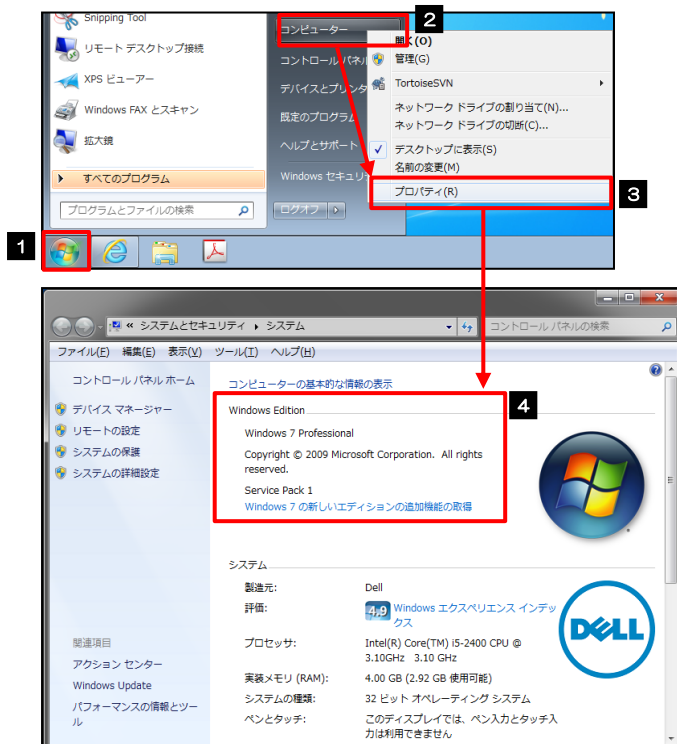 Snipping Tool
リモート デスクトップ接続
XPS ビューアー
Windows FAX とスキャン
拡大鏡
すべてのプログラム
プログラムとファイルの検索
コンピューター
コントロール パネル
デバイスとプリンタ
既定のプログラム
ヘルプとサポート
Windows セキュリ
ログオフ
2
開く(O)
管理(G)
TortoiseSVN
ネットワーク ドライブの割り当て(N)...
ネットワーク ドライブの切断(C)...
デスクトップに表示(S)
名前の変更(M)
プロパティ(R)
3
1
« システムとセキュリティ
システム
コントロール パネルの検索
ファイル(F) 編集(E) 表示(V) ツール(T) ヘルプ(H)
コントロール パネル ホーム
デバイス マネージャー
リモートの設定
システムの保護
システムの詳細設定
関連項目
アクション センター
Windows Update
パフォーマンスの情報とツー
ル
コンピューターの基本的な情報の表示
4
Windows Edition
Windows 7 Professional
Copyright © 2009 Microsoft Corporation. All rights
reserved.
Service Pack 1
Windows 7 の新しいエディションの追加機能の取得
システム
製造元: Dell
評価: 4.9 Windows エクスペリエンス インデッ
クス
プロセッサ: Intel(R) Core(TM) i5-2400 CPU @
3.10GHz 3.10 GHz
実装メモリ (RAM): 4.00 GB (2.92 GB 使用可能)
システムの種類: 32 ビット オペレーティング システム
ペンとタッチ: このディスプレイでは、ペン入力とタッチ入
力は利用できません
DELL